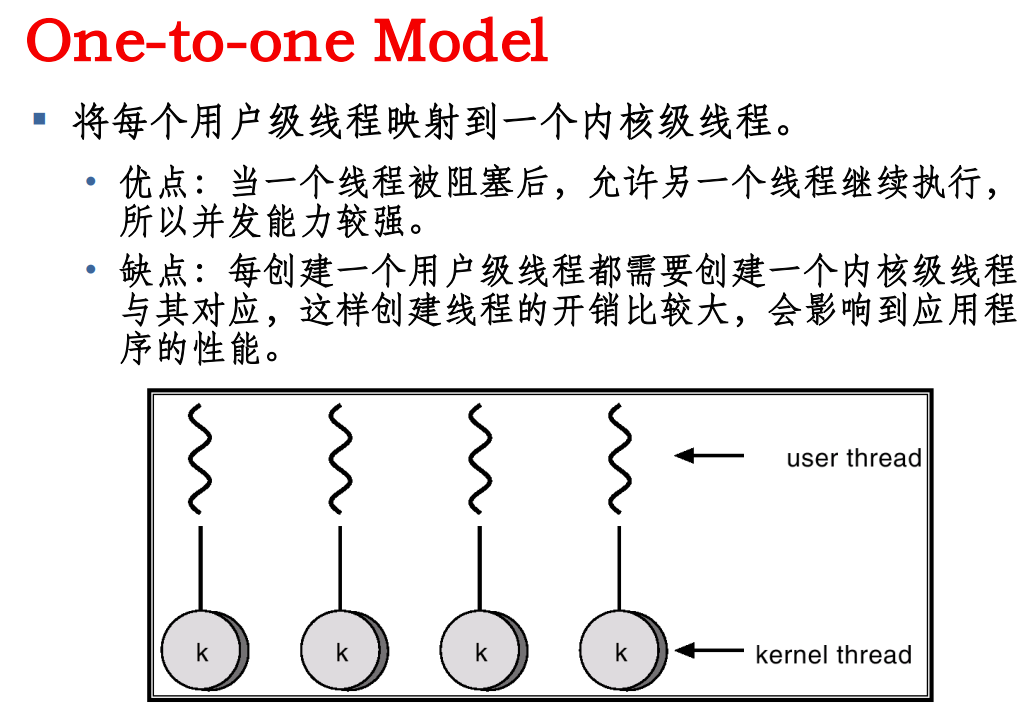 One-to-one Model
将每个用户级线程映射到一个内核级线程。
优点：当一个线程被阻塞后，允许另一个线程继续执行，
所以并发能力较强。
缺点：每创建一个用户级线程都需要创建一个内核级线程
与其对应，这样创建线程的开销比较大，会影响到应用程
序的性能。
user thread
k k k k
kernel thread